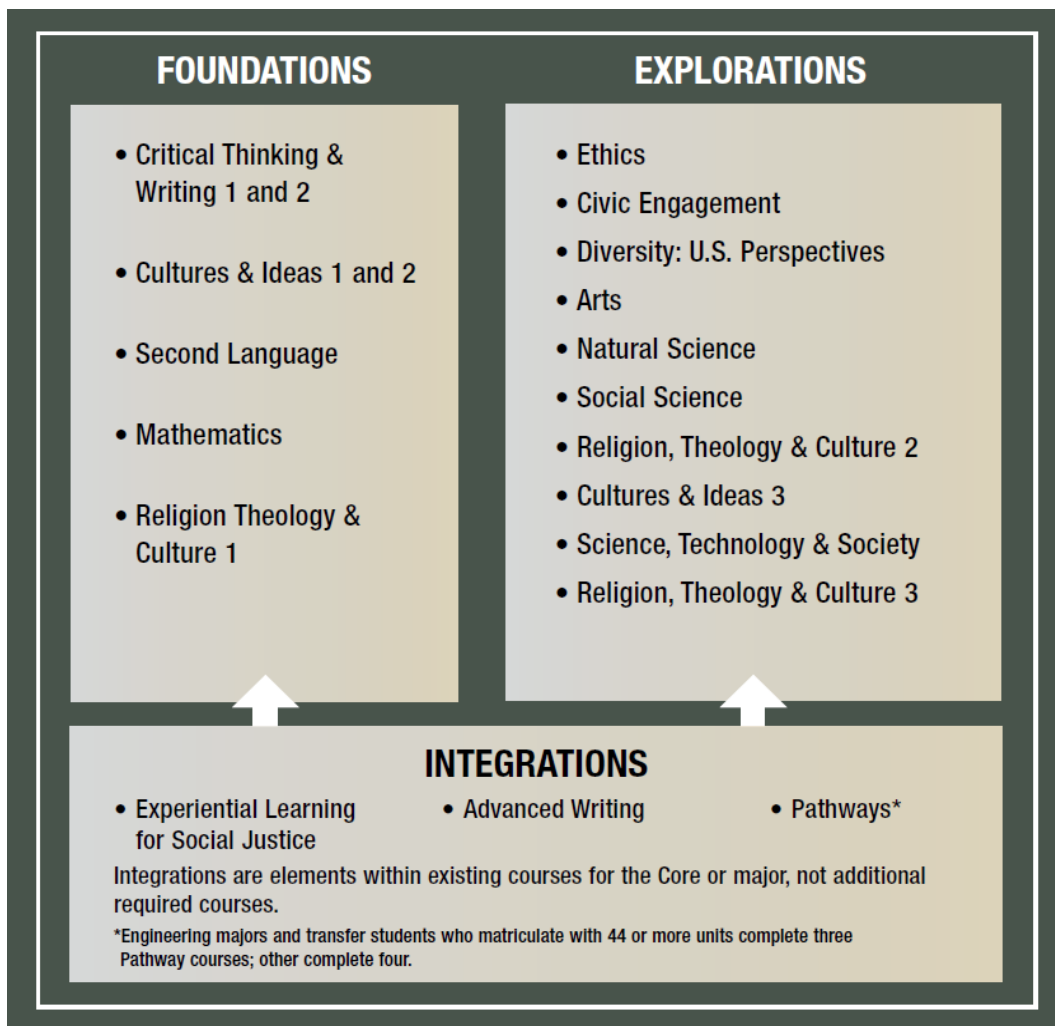 FOUNDATIONS
• Critical Thinking &
Writing 1 and 2
• Cultures & Ideas 1 and 2
• Second Language
• Mathematics
• Religion Theology &
Culture 1
EXPLORATIONS
• Ethics
• Civic Engagement
• Diversity: U.S. Perspectives
• Arts
• Natural Science
• Social Science
• Religion, Theology & Culture 2
• Cultures & Ideas 3
• Science, Technology & Society
• Religion, Theology & Culture 3
INTEGRATIONS
• Experiential Learning
for Social Justice
• Advanced Writing
• Pathways*
Integrations are elements within existing courses for the Core or major, not additional
required courses.
*Engineering majors and transfer students who matriculate with 44 or more units complete three
Pathway courses; other complete four.